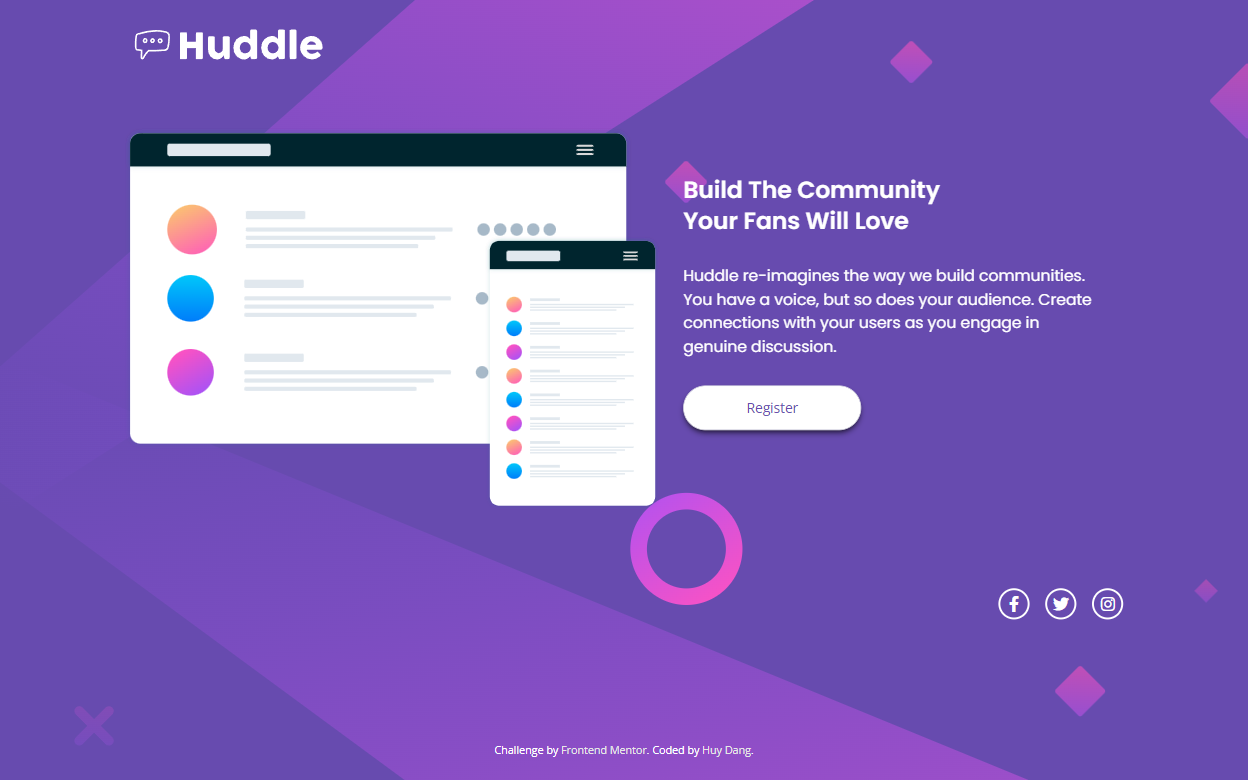 Huddle
Build The Community
Your Fans Will Love
Huddle re-imagines the way we build communities.
You have a voice, but so does your audience. Create
connections with your users as you engage in
genuine discussion.
Register
Challenge by Frontend Mentor. Coded by Huy Dang.